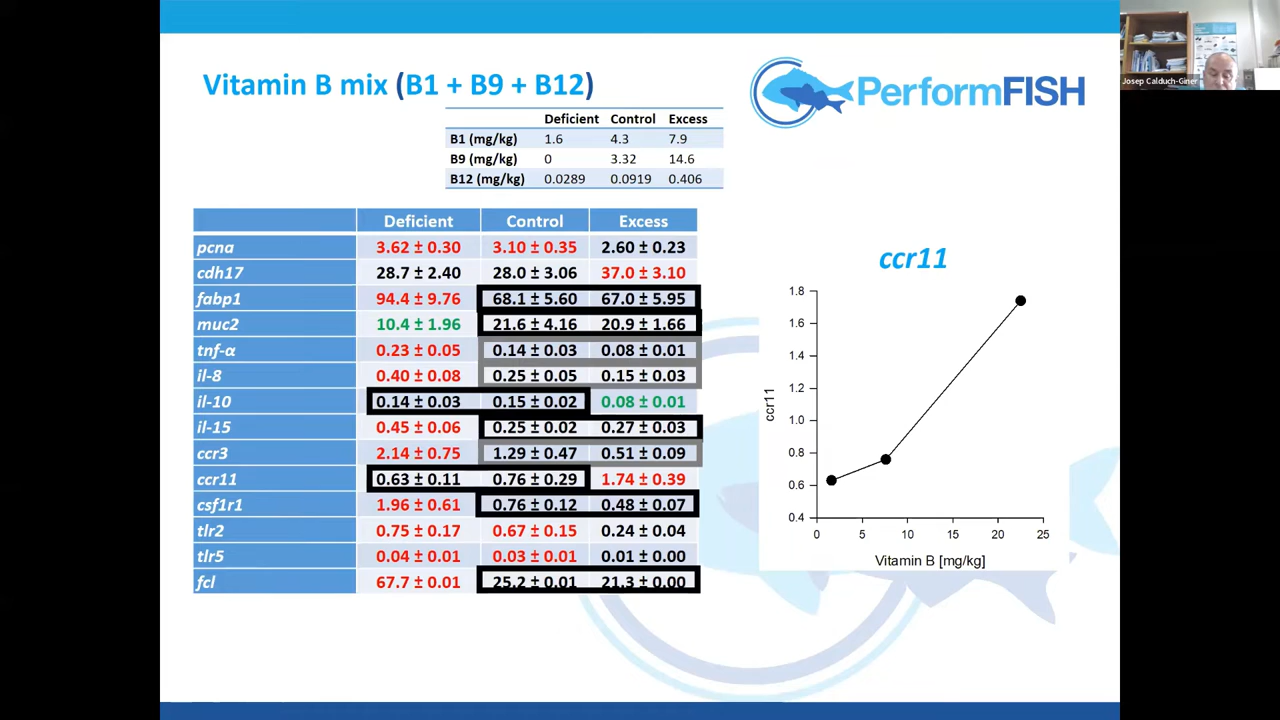 Vitamin B mix (B1 + B9 + B12)
PerformFISH
Josep Calduch-Giner
Deficient Control Excess
B1 (mg/kg) 1.6 4.3 7.9
B9 (mg/kg) 0 3.32 14.6
B12 (mg/kg) 0.0289 0.0919 0.406
Deficient Control Excess
pcna 3.62 ± 0.30 3.10 ± 0.35 2.60 ± 0.23
cdh17 28.7 ± 2.40 28.0 ± 3.06 37.0 ± 3.10
fabp1 94.4 ± 9.76 68.1 ± 5.60 67.0 ± 5.95
muc2 10.4 ± 1.96 21.6 ± 4.16 20.9 ± 1.66
tnf-α 0.23 ± 0.05 0.14 ± 0.03 0.08 ± 0.01
il-8 0.40 ± 0.08 0.25 ± 0.05 0.15 ± 0.03
il-10 0.14 ± 0.03 0.15 ± 0.02 0.08 ± 0.01
il-15 0.45 ± 0.06 0.25 ± 0.02 0.27 ± 0.03
ccr3 2.14 ± 0.75 1.29 ± 0.47 0.51 ± 0.09
ccr11 0.63 ± 0.11 0.76 ± 0.29 1.74 ± 0.39
csf1r1 1.96 ± 0.61 0.76 ± 0.12 0.48 ± 0.07
tlr2 0.75 ± 0.17 0.67 ± 0.15 0.24 ± 0.04
tlr5 0.04 ± 0.01 0.03 ± 0.01 0.01 ± 0.00
fcl 67.7 ± 0.01 25.2 ± 0.01 21.3 ± 0.00
ccr11
1.8
1.6
1.4
1.2
1.0
0.8
0.6
0.4
ccr11
0 5 10 15 20 25
Vitamin B [mg/kg]